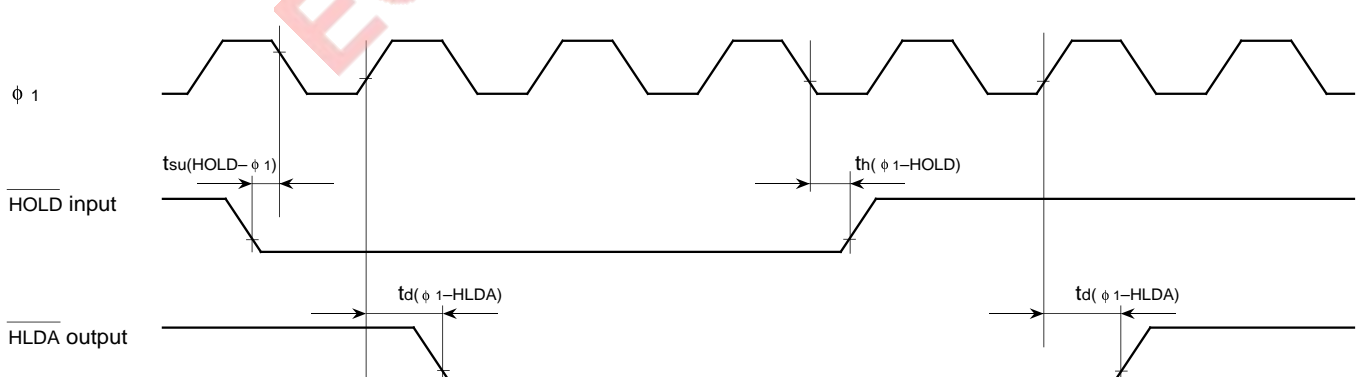 ϕ 1
tsu(HOLD– ϕ 1)
th( ϕ 1–HOLD)
HOLD input
td( ϕ 1–HLDA)
td( ϕ 1–HLDA)
HLDA output